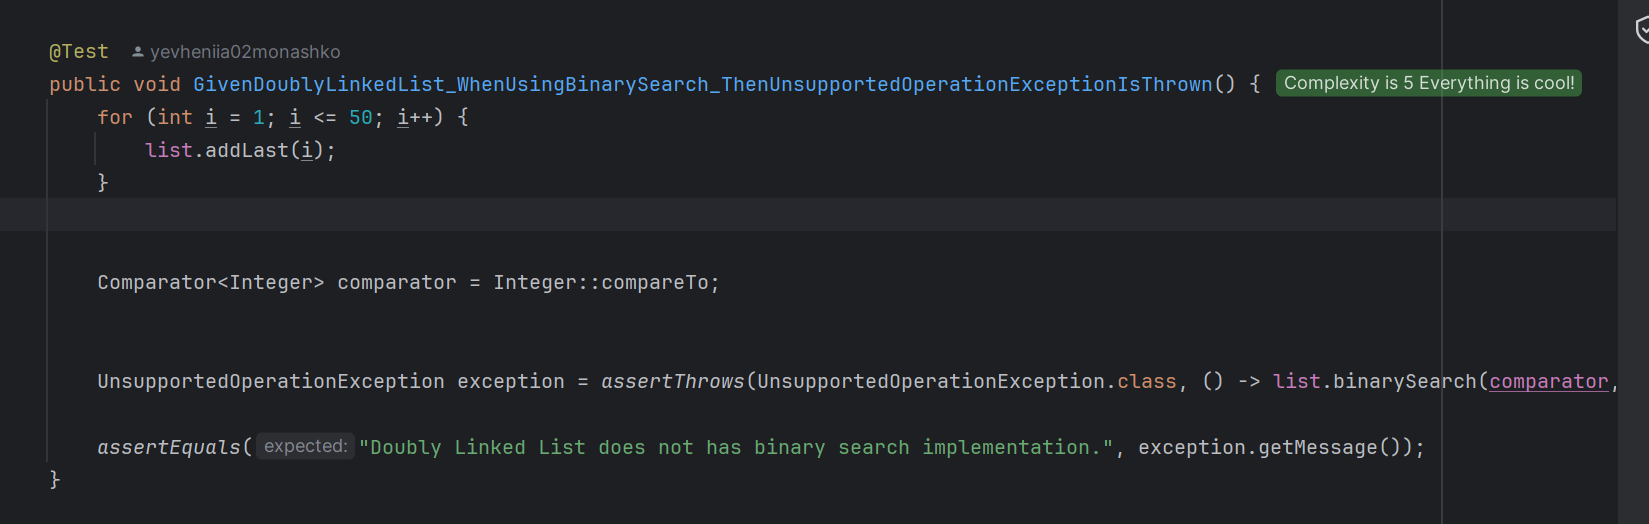 @Test yevheniia02monashko
public void GivenDoublyLinkedList_WhenUsingBinarySearch_ThenUnsupportedOperationExceptionIsThrown() { Complexity is 5 Everything is cool!
for (int i = 1; i <= 50; i++) {
list.addLast(i);
}
Comparator<Integer> comparator = Integer::compareTo;
UnsupportedOperationException exception = assertThrows(UnsupportedOperationException.class, () -> list.binarySearch(comparator,
assertEquals( expected: "Doubly Linked List does not has binary search implementation.", exception.getMessage());
}